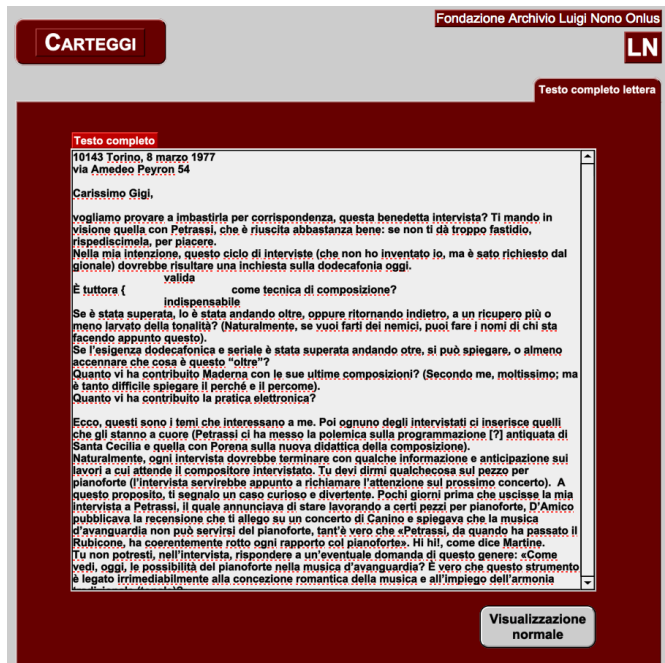 Fondazione Archivio Luigi Nono Onlus
CARTEGGI
LN
Testo completo lettera
Testo completo
10143 Torino, 8 marzo 1977
via Amedeo Peyron 54
Carissimo Gigi,
vogliamo provare a imbastirla per corrispondenza, questa benedetta intervista? Ti mando in
visione quella con Petrassi, che è riuscita abbastanza bene: se non ti dà troppo fastidio,
rispediscimela, per piacere.
Nella mia intenzione, questo ciclo di interviste (che non ho inventato io, ma è sato richiesto dal
gionale) dovrebbe risultare una inchiesta sulla dodecafonia oggi.
valida
È tuttora { come tecnica di composizione?
indispensabile
Se è stata superata, lo è stata andando oltre, oppure ritornando indietro, a un ricupero più o
meno larvato della tonalità? (Naturalmente, se vuoi farti dei nemici, puoi fare i nomi di chi sta
facendo appunto questo).
Se l'esigenza dodecafonica e seriale è stata superata andando otre, si può spiegare, o almeno
accennare che cosa è questo "oltre"?
Quanto vi ha contribuito Maderna con le sue ultime composizioni? (Secondo me, moltissimo; ma
è tanto difficile spiegare il perché e il percome).
Quanto vi ha contribuito la pratica elettronica?
Ecco, questi sono i temi che interessano a me. Poi ognuno degli intervistati ci inserisce quelli
che gli stanno a cuore (Petrassi ci ha messo la polemica sulla programmazione [?] antiquata di
Santa Cecilia e quella con Porena sulla nuova didattica della composizione).
Naturalmente, ogni intervista dovrebbe terminare con qualche informazione e anticipazione sui
lavori a cui attende il compositore intervistato. Tu devi dirmi qualchecosa sul pezzo per
pianoforte (l'intervista servirebbe appunto a richiamare l'attenzione sul prossimo concerto). A
questo proposito, ti segnalo un caso curioso e divertente. Pochi giorni prima che uscisse la mia
intervista a Petrassi, il quale annunciava di stare lavorando a certi pezzi per pianoforte, D'Amico
pubblicava la recensione che ti allego su un concerto di Canino e spiegava che la musica
d'avanguardia non può servirsi del pianoforte, tant'è vero che «Petrassi, da quando ha passato il
Rubicone, ha coerentemente rotto ogni rapporto col pianoforte». Hi hi!, come dice Martine.
Tu non potresti, nell'intervista, rispondere a un'eventuale domanda di questo genere: «Come
vedi, oggi, le possibilità del pianoforte nella musica d'avanguardia? È vero che questo strumento
è legato irrimediabilmente alla concezione romantica della musica e all'impiego dell'armonia
Visualizzazione
normale